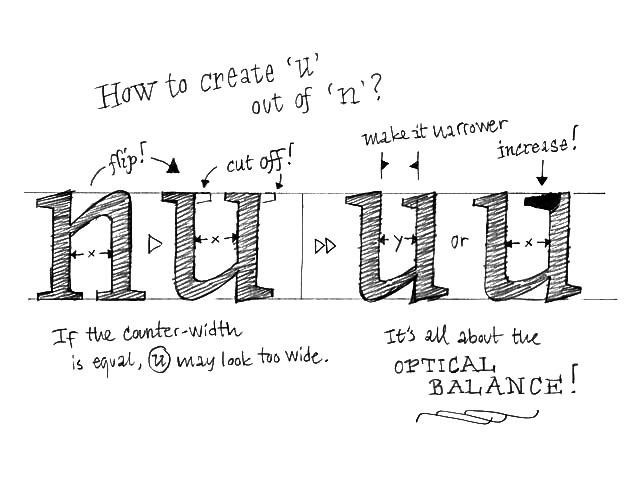 How to create 'u'
out of 'n'?
flip!
cut off!
make it narrower
increase!
n u u or u
x x y x
If the counter-width
is equal, u may look too wide.
It's all about the
OPTICAL
BALANCE!